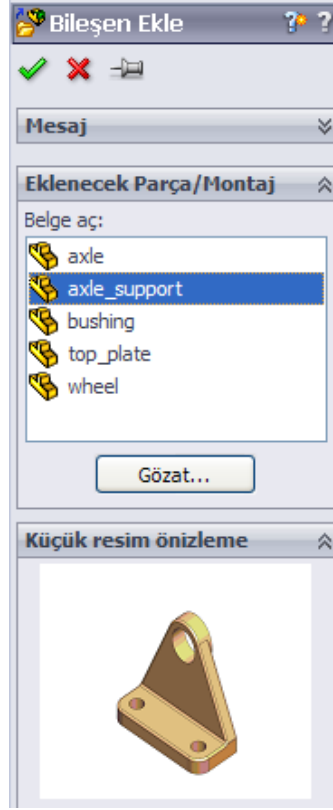 Bileşen Ekle
Mesaj
Eklenecek Parça/Montaj
Belge aç:
axle
axle_support
bushing
top_plate
wheel
Gözat...
Küçük resim önizleme